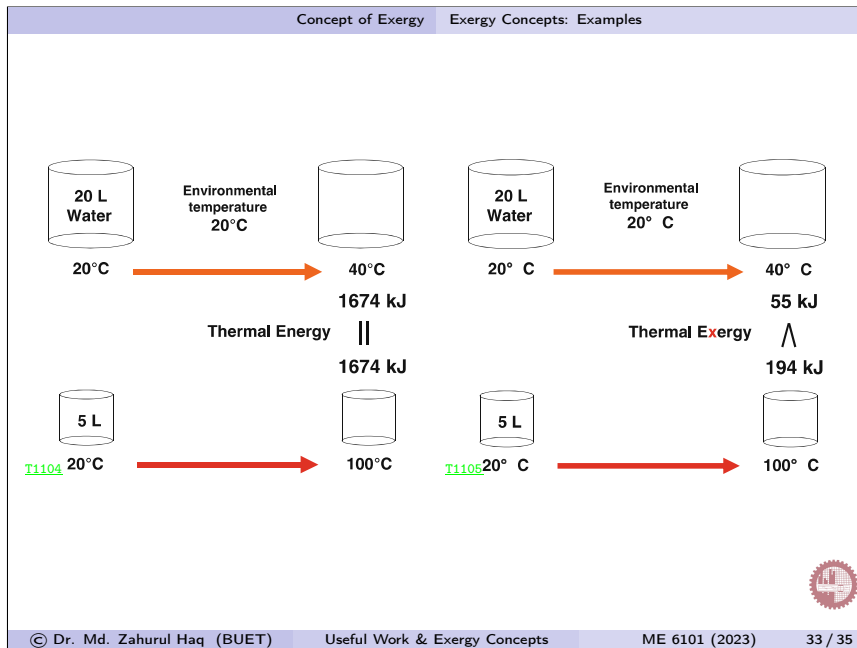 Concept of Exergy Exergy Concepts: Examples
20 L
Water
Environmental
temperature
20°C
20°C
40°C
1674 kJ
Thermal Energy
||
1674 kJ
5 L
T1104
20°C
100°C
20 L
Water
Environmental
temperature
20° C
20° C
40° C
55 kJ
Thermal Exergy
∧
194 kJ
5 L
T1105
20° C
100° C
© Dr. Md. Zahurul Haq (BUET) Useful Work & Exergy Concepts ME 6101 (2023) 33 / 35